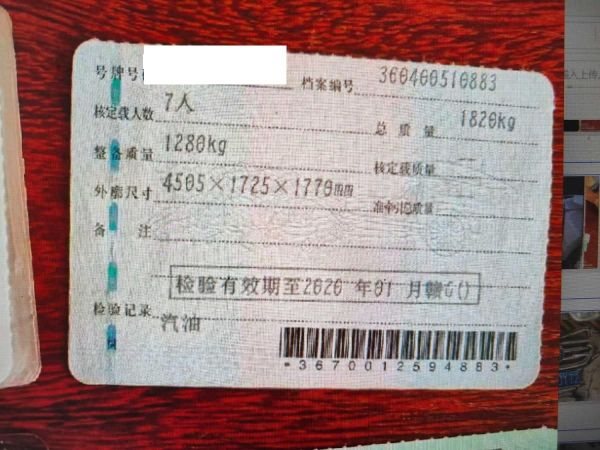 号牌号
档案编号 360400510883
核定载人数 7人
总质量 1820kg
整备质量 1280kg
核定载质量
外廓尺寸 4505×1725×1770mm
准牵引总质量
备注
检验有效期至2020年01月赣G()
检验记录
汽油
*3670012594883*